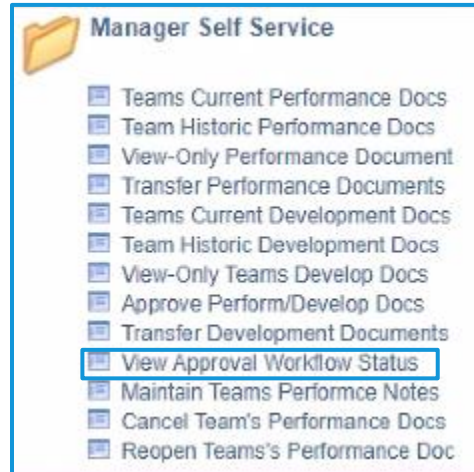 Manager Self Service
Teams Current Performance Docs
Team Historic Performance Docs
View-Only Performance Document
Transfer Performance Documents
Teams Current Development Docs
Team Historic Development Docs
View-Only Teams Develop Docs
Approve Perform/Develop Docs
Transfer Development Documents
View Approval Workflow Status
Maintain Teams Performce Notes
Cancel Team's Performance Docs
Reopen Teams's Performance Doc